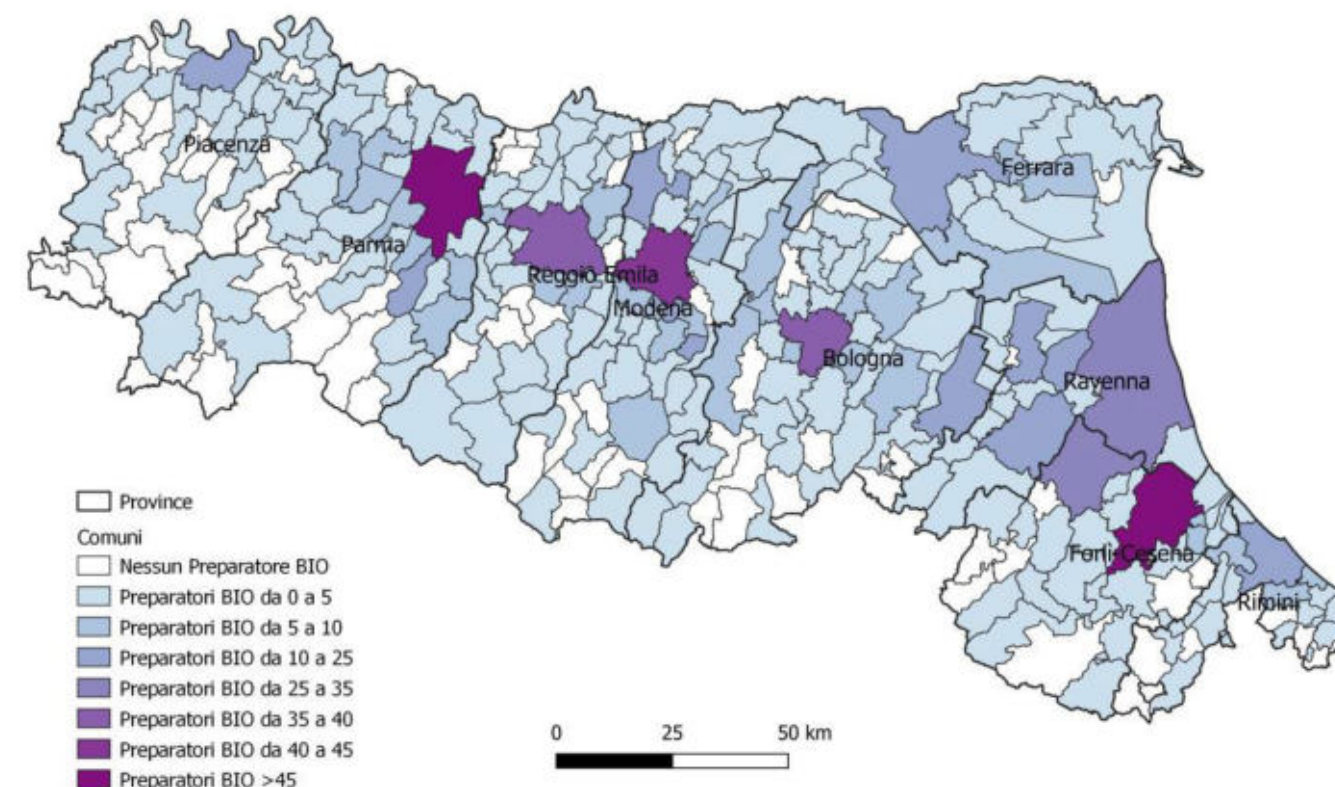 Piacenza
Ferrara
Parma
Reggio Emila
Modena
Bologna
Ravenna
Forli-Cesena
Rimini
Province
Comuni
Nessun Preparatore BIO
Preparatori BIO da 0 a 5
Preparatori BIO da 5 a 10
Preparatori BIO da 10 a 25
Preparatori BIO da 25 a 35
Preparatori BIO da 35 a 40
Preparatori BIO da 40 a 45
Preparatori BIO >45
0 25 50 km